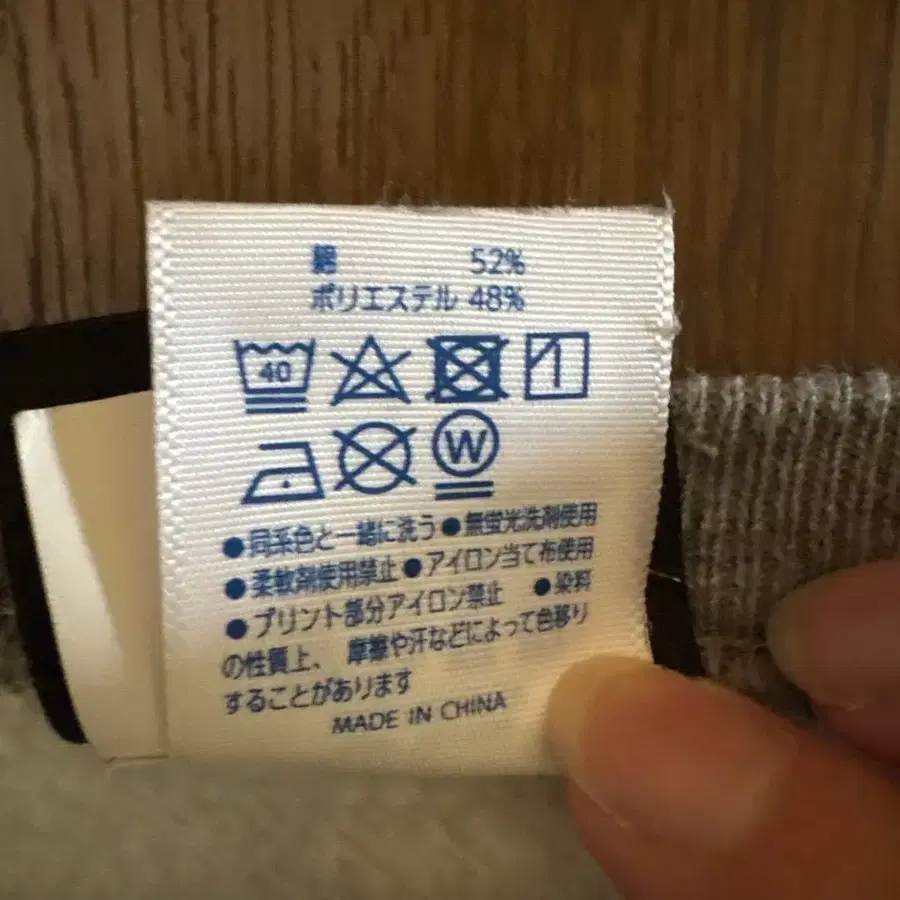 綿 52%
ポリエステル 48%
40
W
●同系色と一緒に洗う ●無蛍光洗剤使用
●柔軟剤使用禁止 ●アイロン当て布使用
●プリント部分アイロン禁止 ●染料
の性質上、摩擦や汗などによって色移り
することがあります
MADE IN CHINA